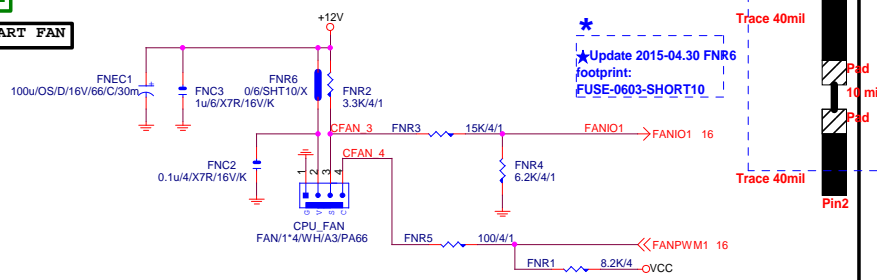 ART FAN
+12V
FNEC1
100u/OS/D/16V/66/C/30m
FNC3
1u/6/X7R/16V/K
FNR6
0/6/SHT10/X
FNR2
3.3K/4/1
*
★Update 2015-04.30 FNR6
footprint:
FUSE-0603-SHORT10
Trace 40mil
Pad
10 mi
Pad
Trace 40mil
Pin2
CFAN_3
FNR3
15K/4/1
FANIO1
FANIO1 16
FNC2
0.1u/4/X7R/16V/K
CFAN_4
FNR4
6.2K/4/1
1 2 3 4
G V S C
CPU_FAN
FAN/1*4/WH/A3/PA66
FNR5
100/4/1
FANPWM1 16
FNR1
8.2K/4
VCC